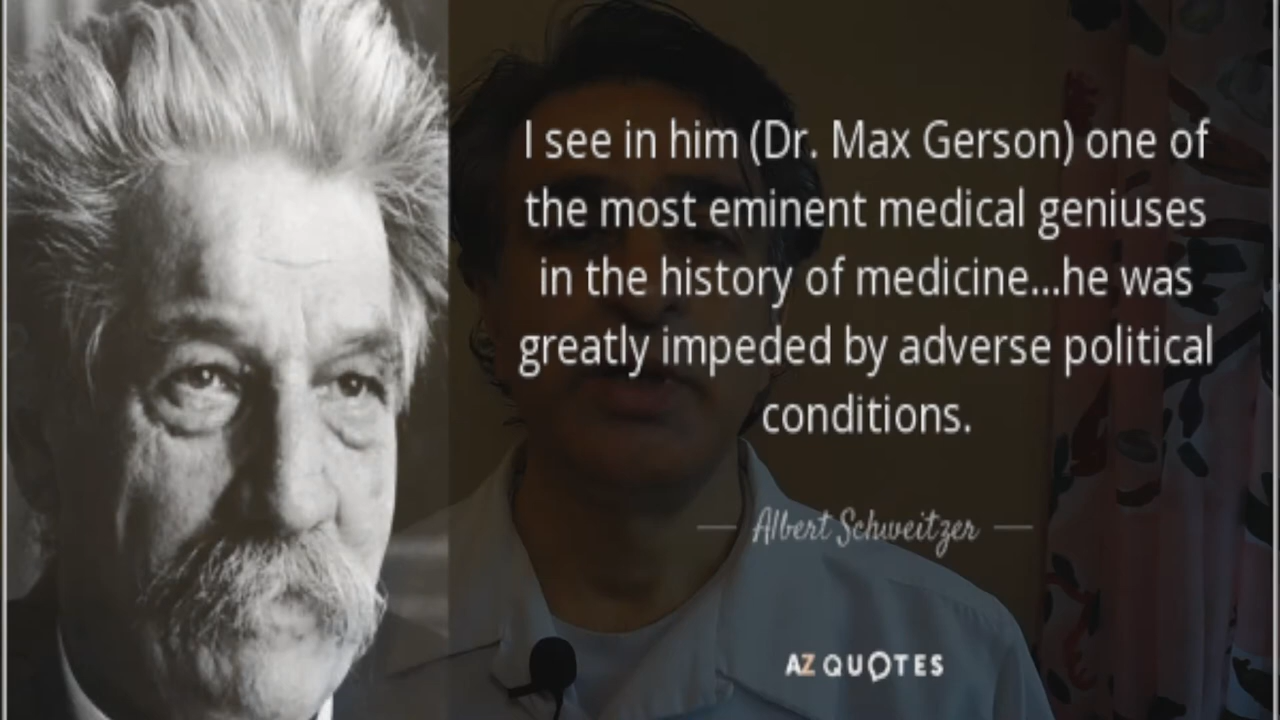 I see in him (Dr. Max Gerson) one of
the most eminent medical geniuses
in the history of medicine...he was
greatly impeded by adverse political
conditions.
Albert Schweitzer
AZ QUOTES